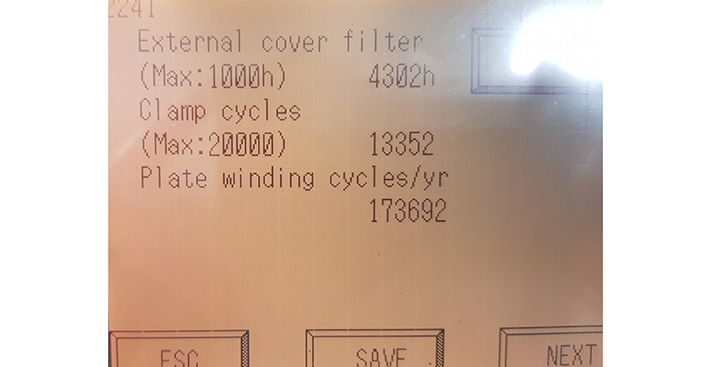 2241
External cover filter
(Max:1000h) 4302h
Clamp cycles
(Max:20000) 13352
Plate winding cycles/yr
173692
ESC SAVE NEXT